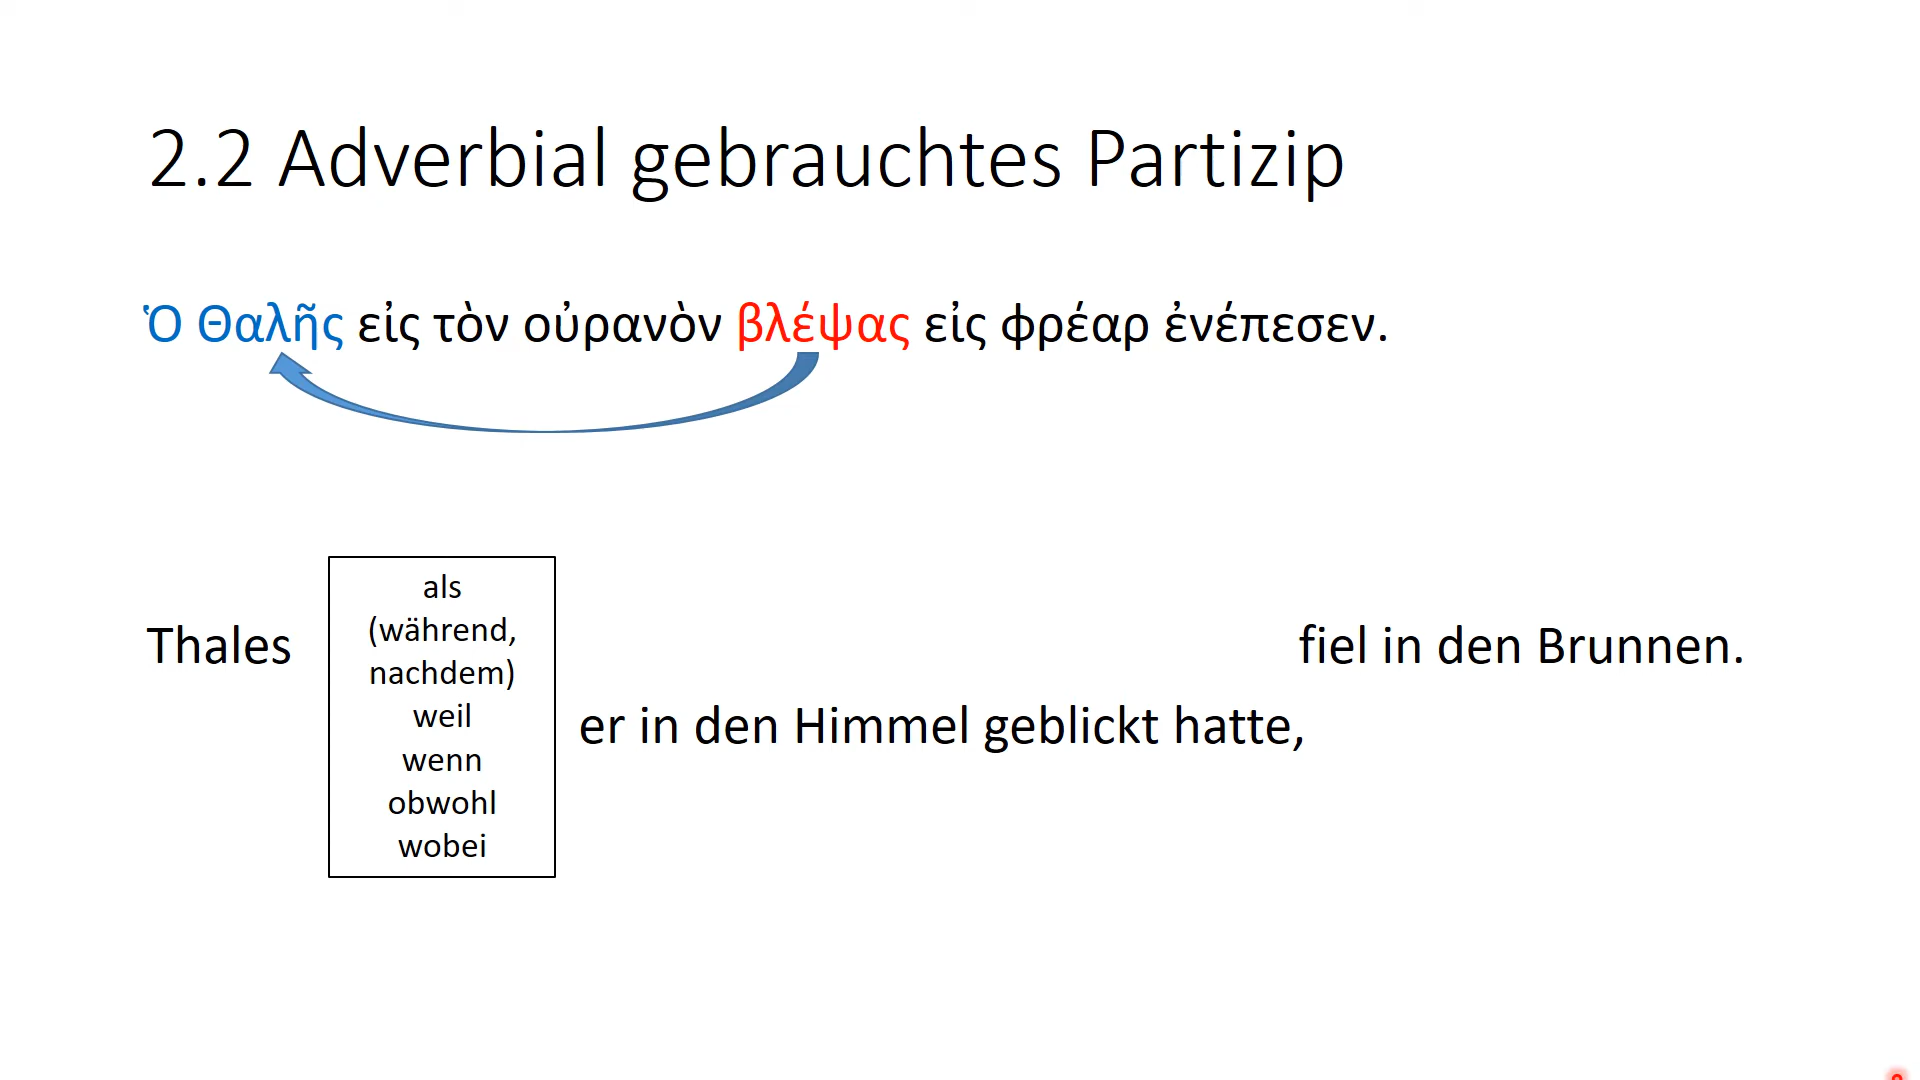 2.2 Adverbial gebrauchtes Partizip
Ὁ Θαλῆς εἰς τὸν οὐρανὸν βλέψας εἰς φρέαρ ἐνέπεσεν.
Thales
als
(während,
nachdem)
weil
wenn
obwohl
wobei
er in den Himmel geblickt hatte,
fiel in den Brunnen.